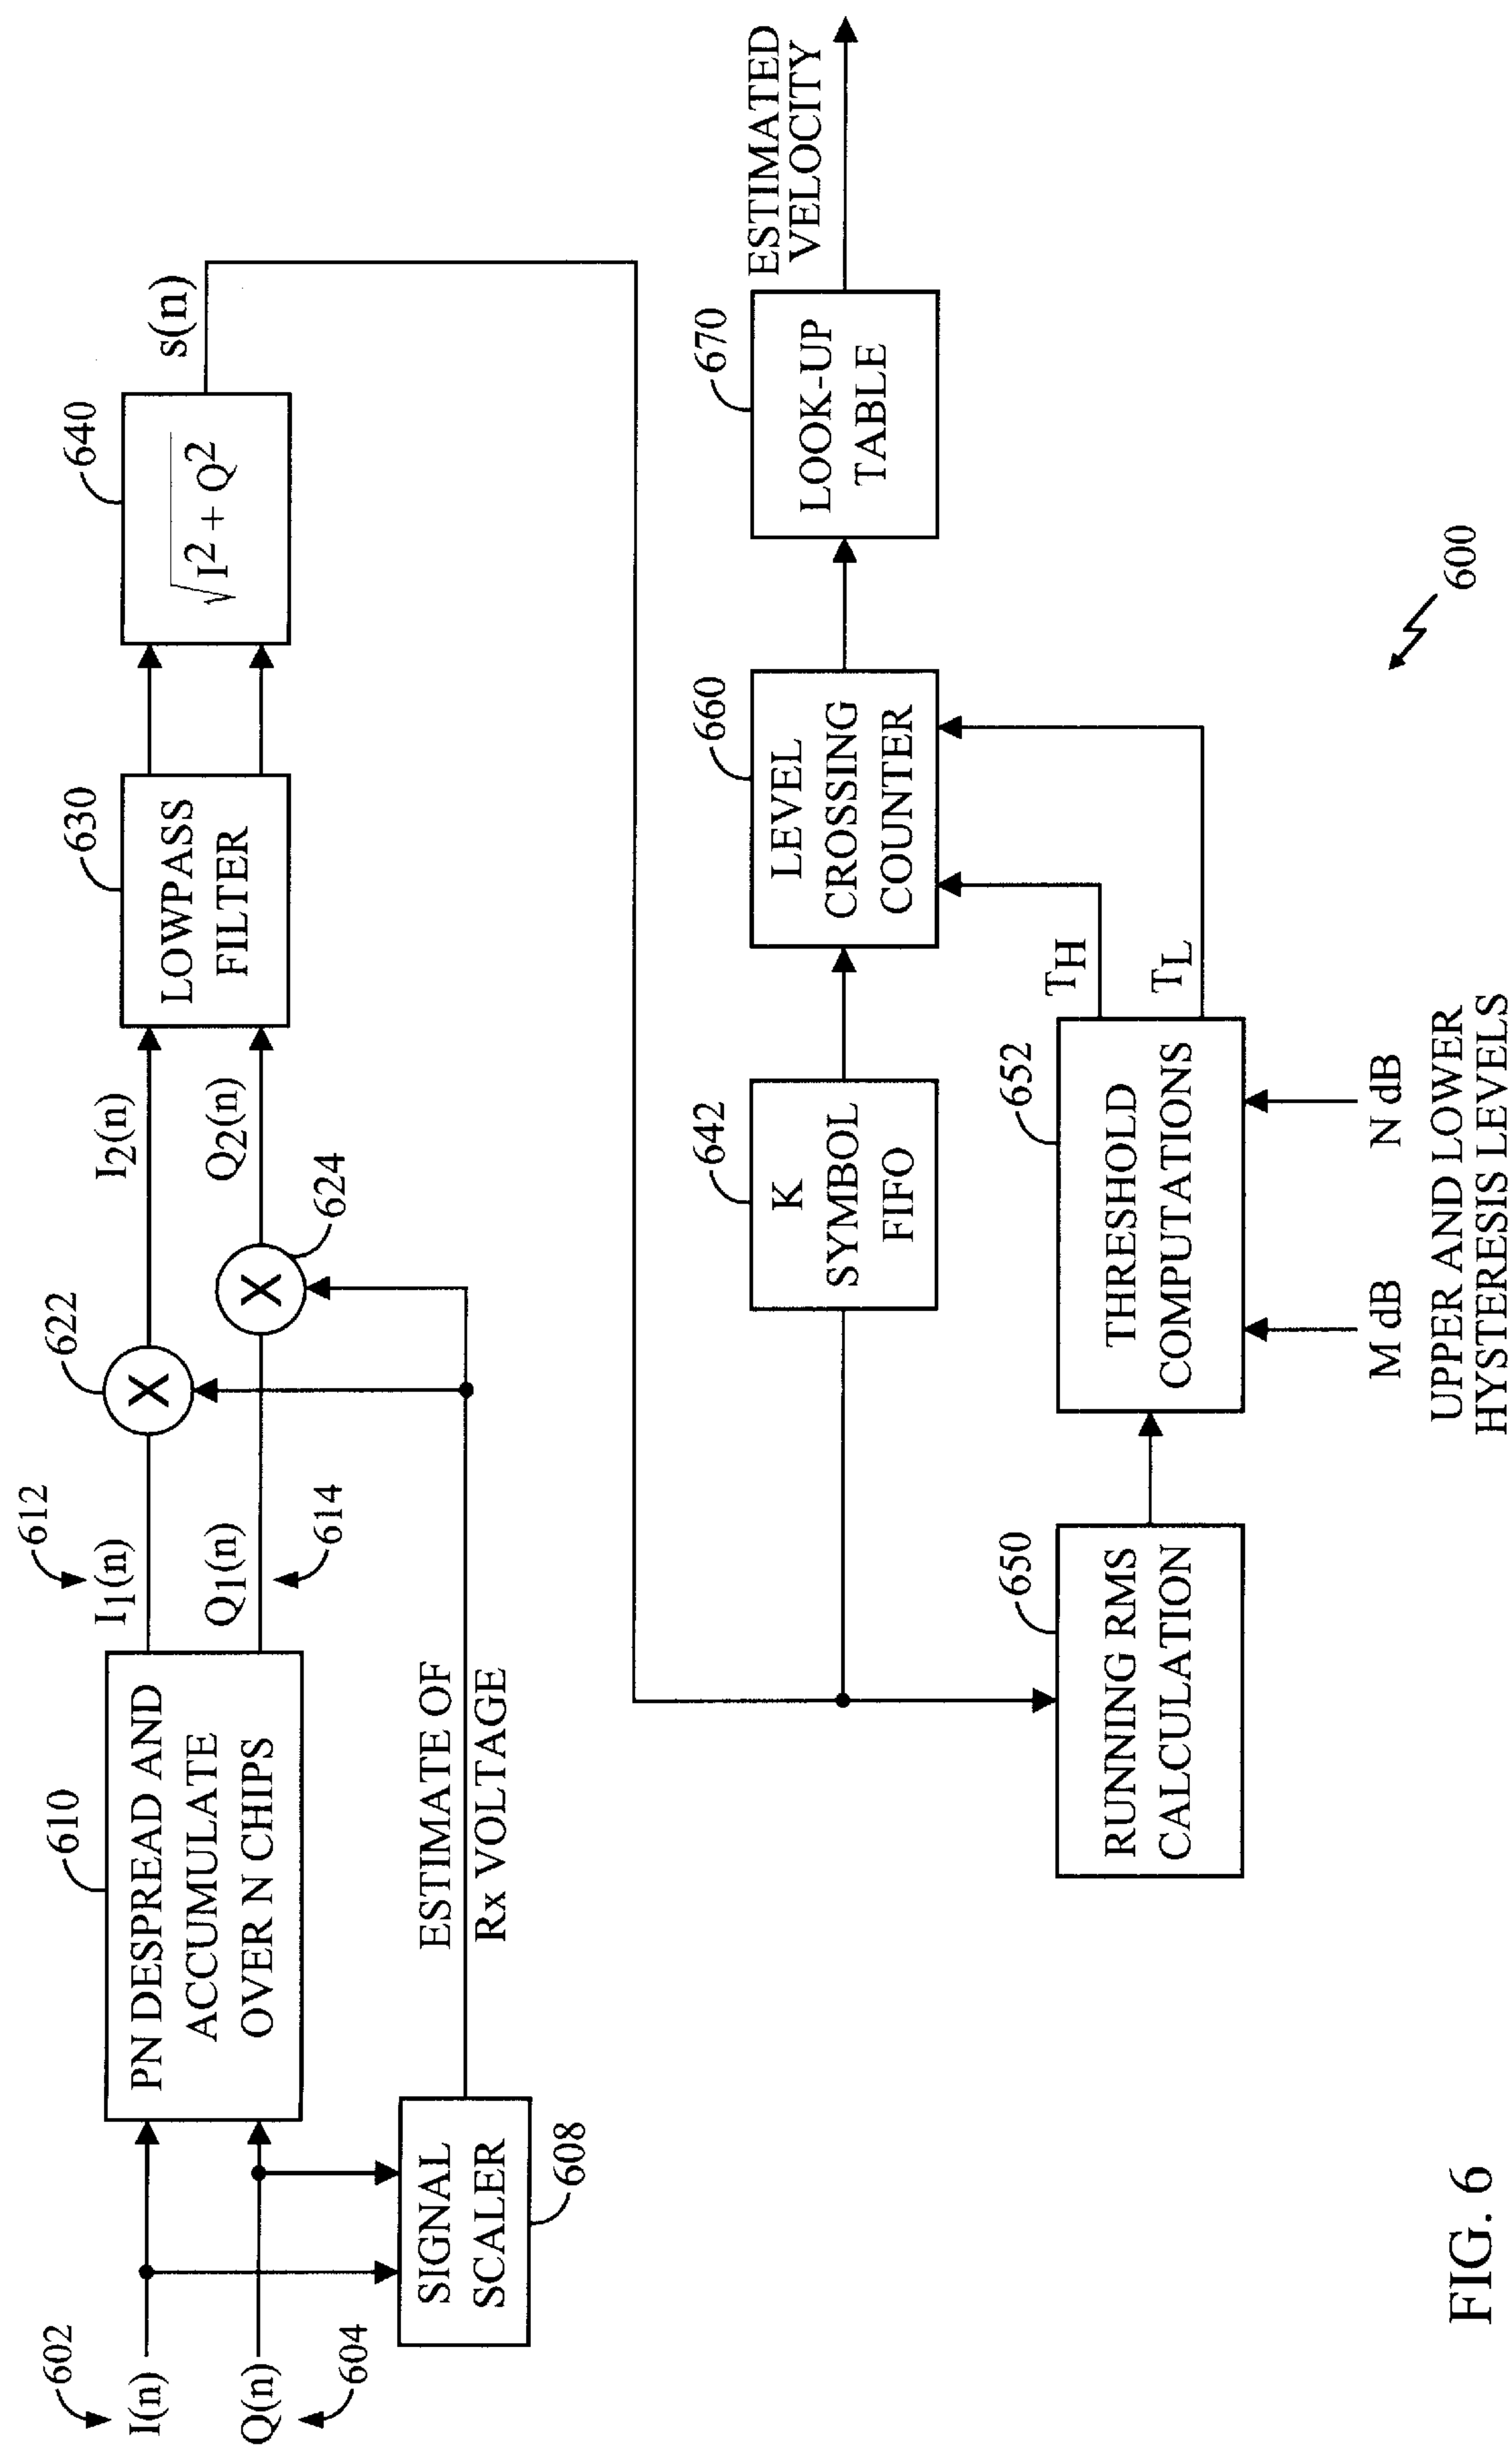 602
I(n)
Q(n)
604
610
PN DESPREAD AND
ACCUMULATE
OVER N CHIPS
SIGNAL
SCALER
608
612
I1(n)
Q1(n)
614
ESTIMATE OF
Rx VOLTAGE
622
X
X
624
I2(n)
Q2(n)
630
LOWPASS
FILTER
640
√I² + Q²
s(n)
650
RUNNING RMS
CALCULATION
642
K
SYMBOL
FIFO
652
THRESHOLD
COMPUTATIONS
M dB
N dB
UPPER AND LOWER
HYSTERESIS LEVELS
TH
TL
660
LEVEL
CROSSING
COUNTER
670
LOOK-UP
TABLE
ESTIMATED
VELOCITY
600
FIG. 6